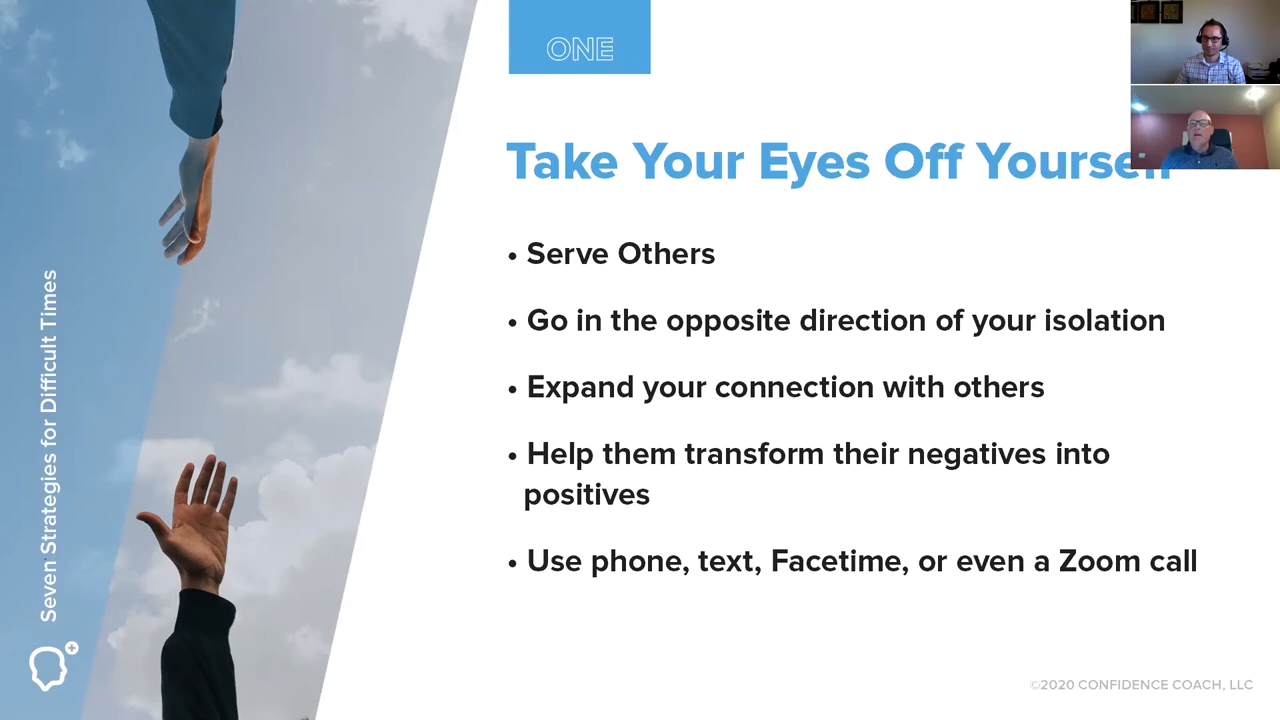 ONE
Take Your Eyes Off
• Serve Others
• Go in the opposite direction of your isolation
• Expand your connection with others
• Help them transform their negatives into
positives
• Use phone, text, Facetime, or even a Zoom call
Seven Strategies for Difficult Times
©2020 CONFIDENCE COACH, LLC